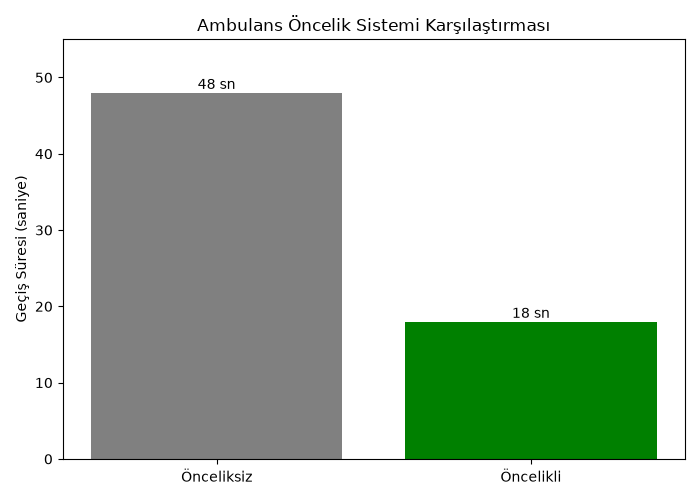 Ambulans Öncelik Sistemi Karşılaştırması
Geçiş Süresi (saniye)
50
40
30
20
10
0
48 sn
18 sn
Önceliksiz
Öncelikli